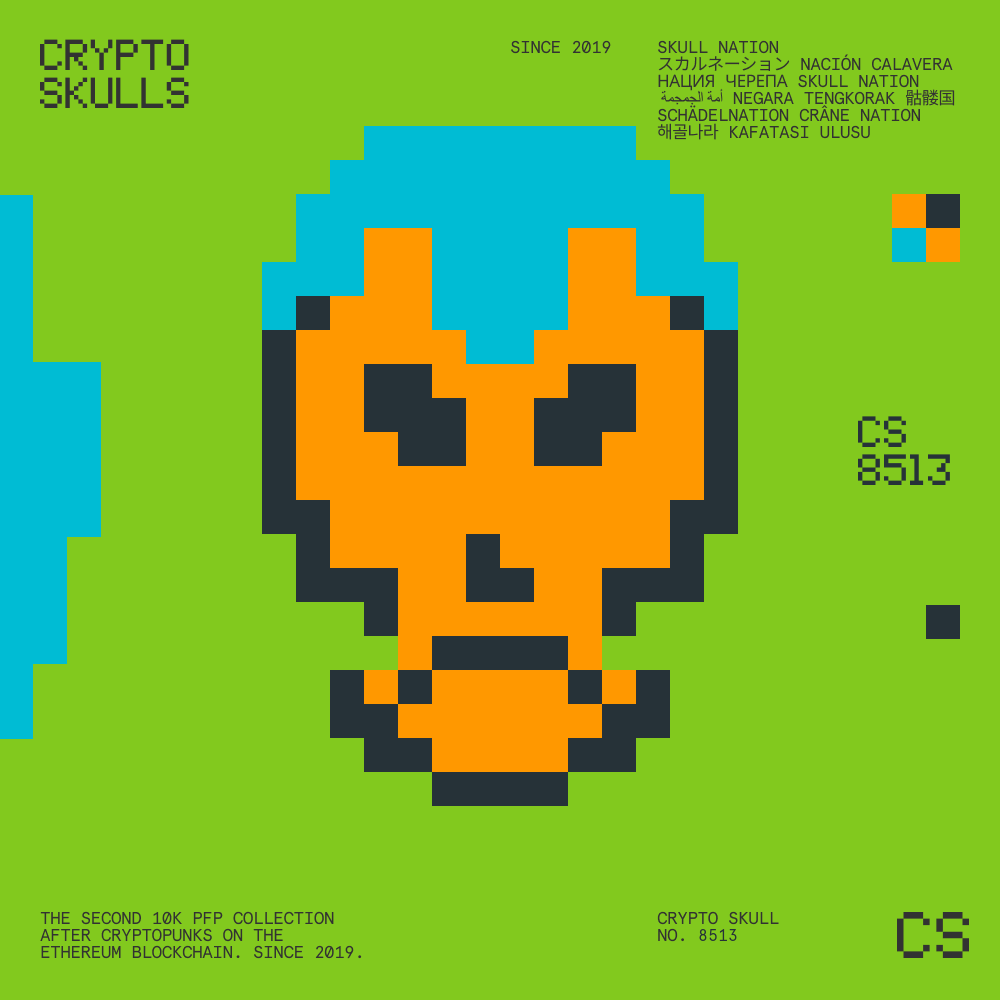 CRYPTO
SKULLS
SINCE 2019
SKULL NATION
スカルネーション NACIÓN CALAVERA
НАЦИЯ ЧЕРЕПА SKULL NATION
أمة الجمجمة NEGARA TENGKORAK 骷髅国
SCHÄDELNATION CRÂNE NATION
해골나라 KAFATASI ULUSU
CS
8513
THE SECOND 10K PFP COLLECTION
AFTER CRYPTOPUNKS ON THE
ETHEREUM BLOCKCHAIN. SINCE 2019.
CRYPTO SKULL
NO. 8513
CS